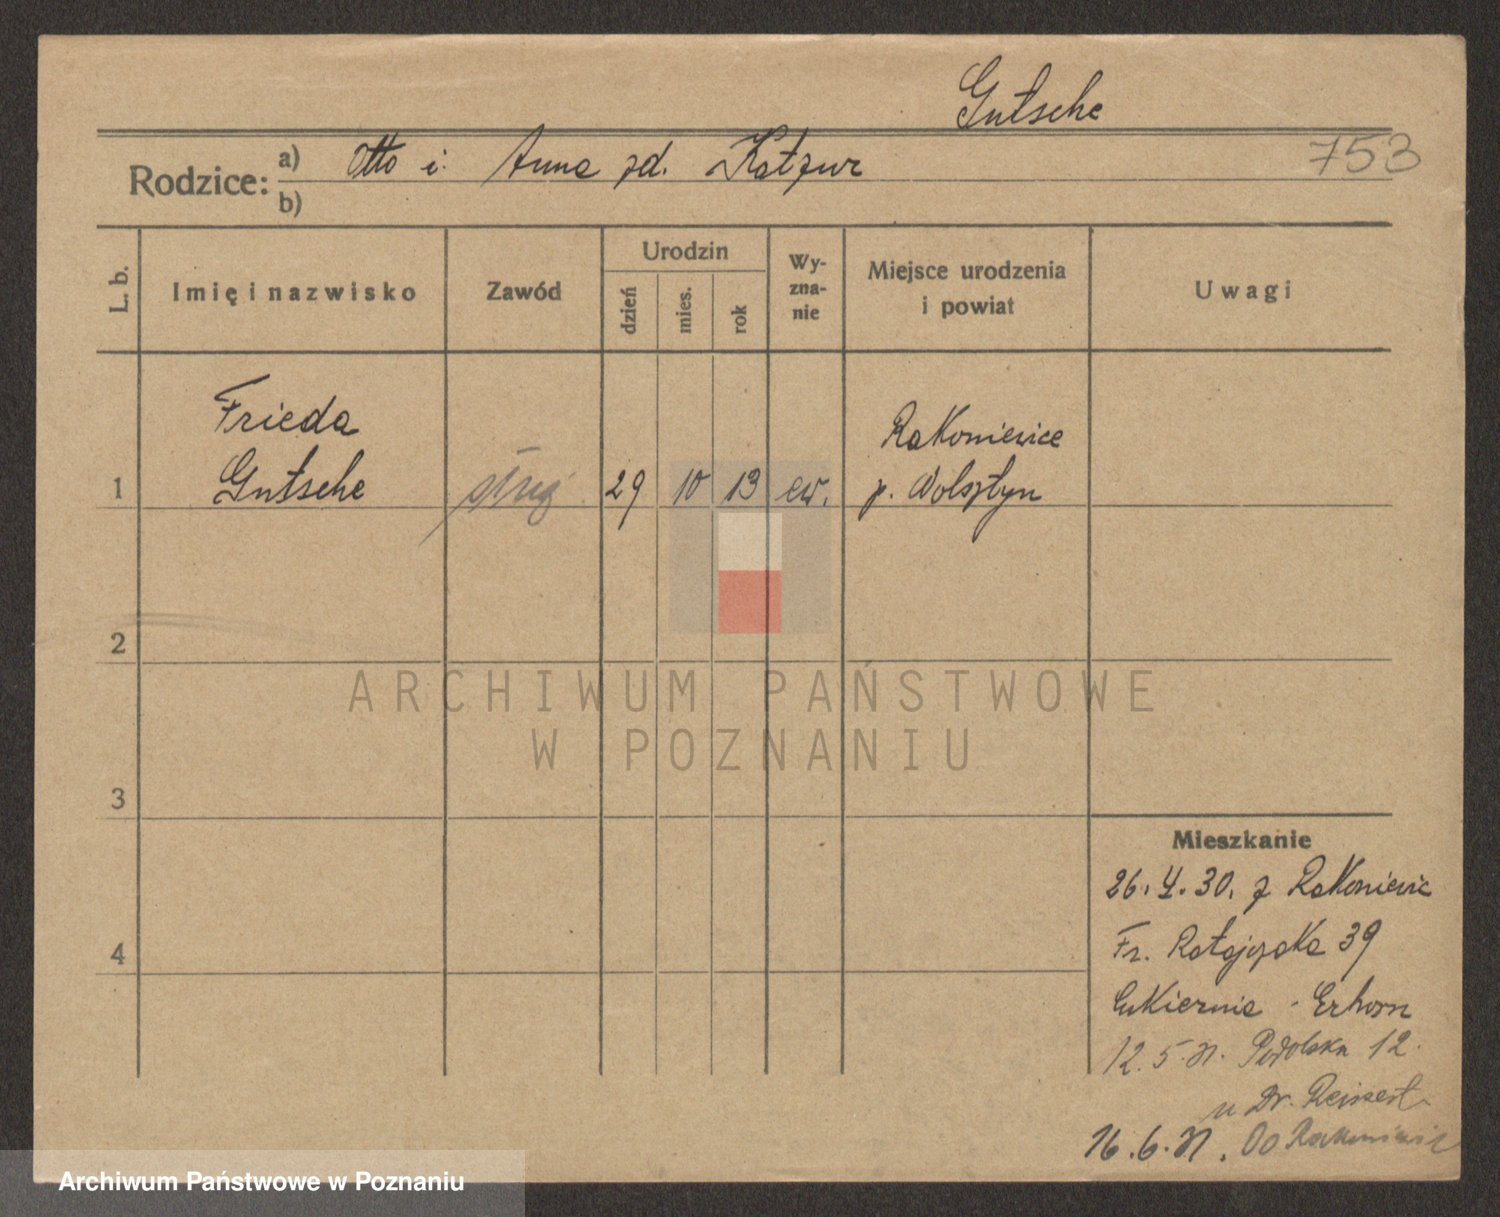 Gutsche
753
Rodzice: a) Otto i Anna zd. Katzur
b)
L. b.
Imię i nazwisko
Zawód
Urodzin
dzień
mies.
rok
Wy-
zna-
nie
Miejsce urodzenia
i powiat
Uwagi
Frieda
Rakoniewice
1 Gutsche służ 29 10 13 ew. p. Wolsztyn
2
ARCHIWUM PAŃSTWOWE
W POZNANIU
3
4
Mieszkanie
26. 4. 30. z Rakoniewic
Fr. Ratajczaka 39
Cukiernia - Erhorn
12. 5. 31. Podolska 12.
u Dr. Reissert
16. 6. 31. Do Rakoniewic
Archiwum Państwowe w Poznaniu